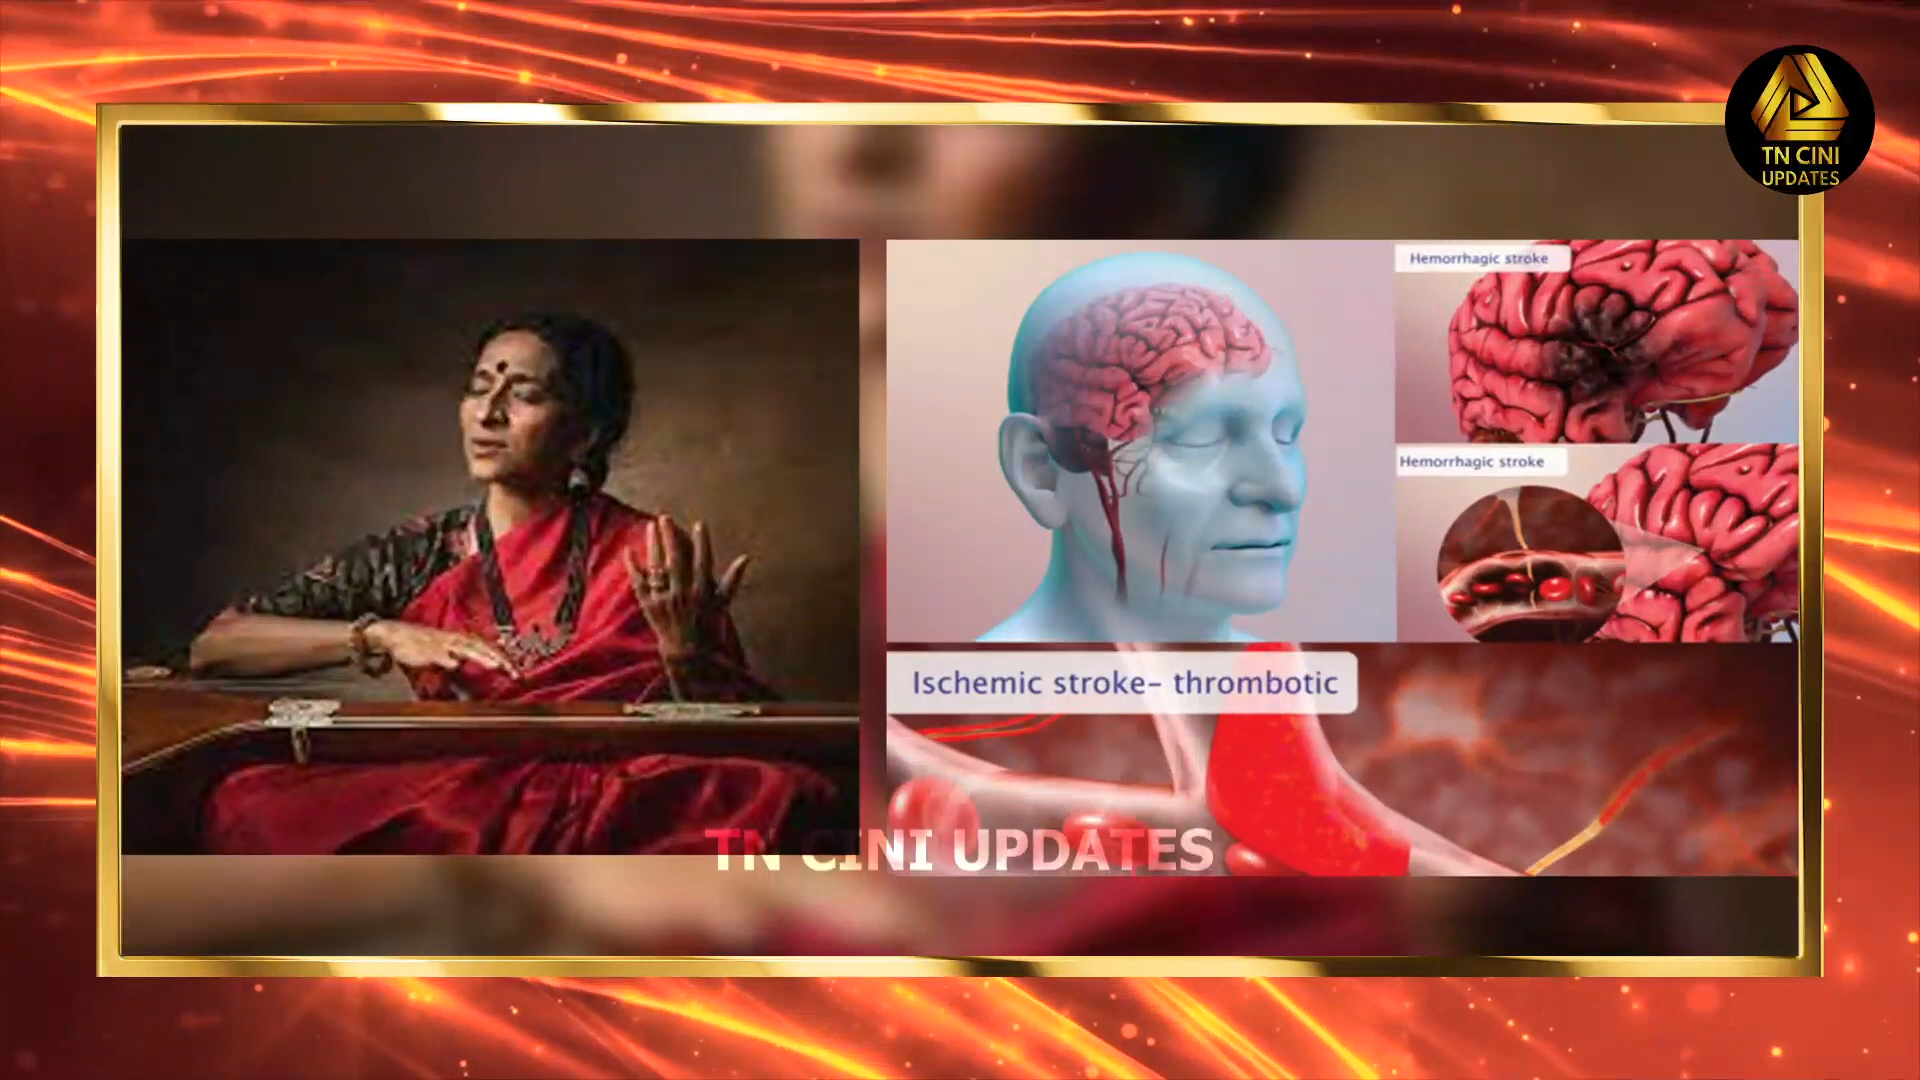 TN CINI
UPDATES
Hemorrhagic stroke
Hemorrhagic stroke
Ischemic stroke- thrombotic
TN CINI UPDATES